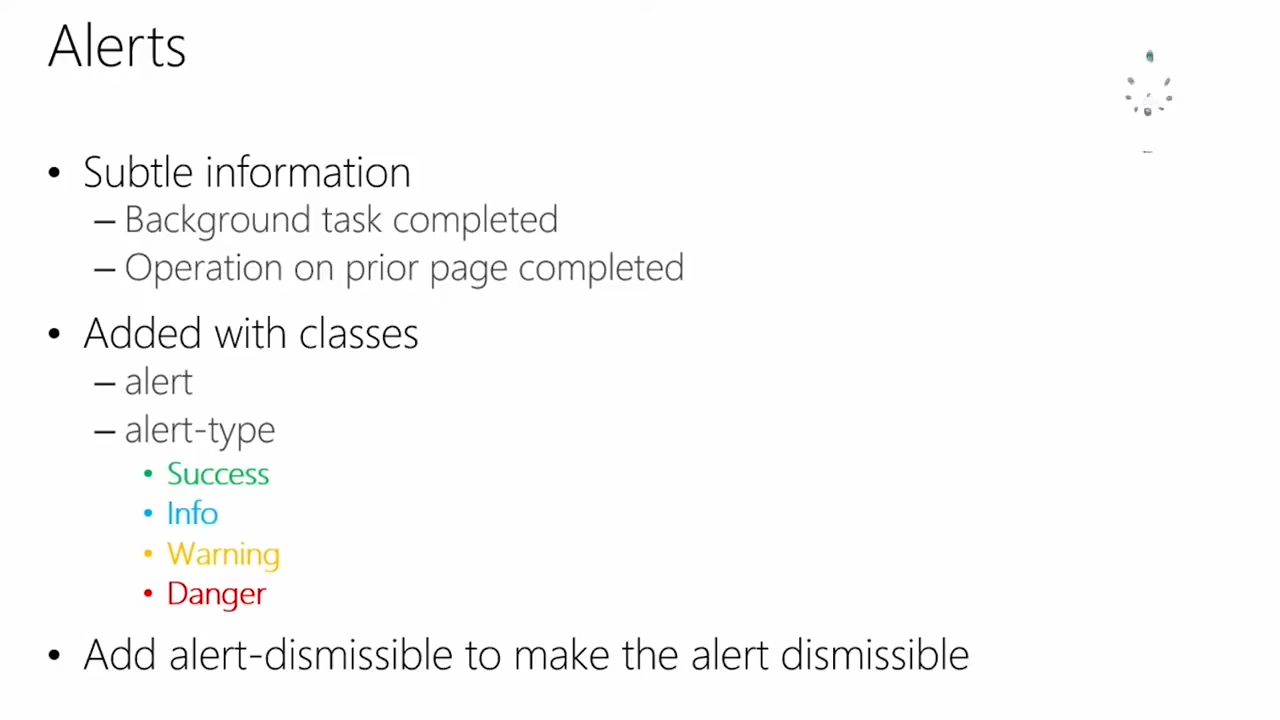 Alerts
• Subtle information
– Background task completed
– Operation on prior page completed
• Added with classes
– alert
– alert-type
• Success
• Info
• Warning
• Danger
• Add alert-dismissible to make the alert dismissible